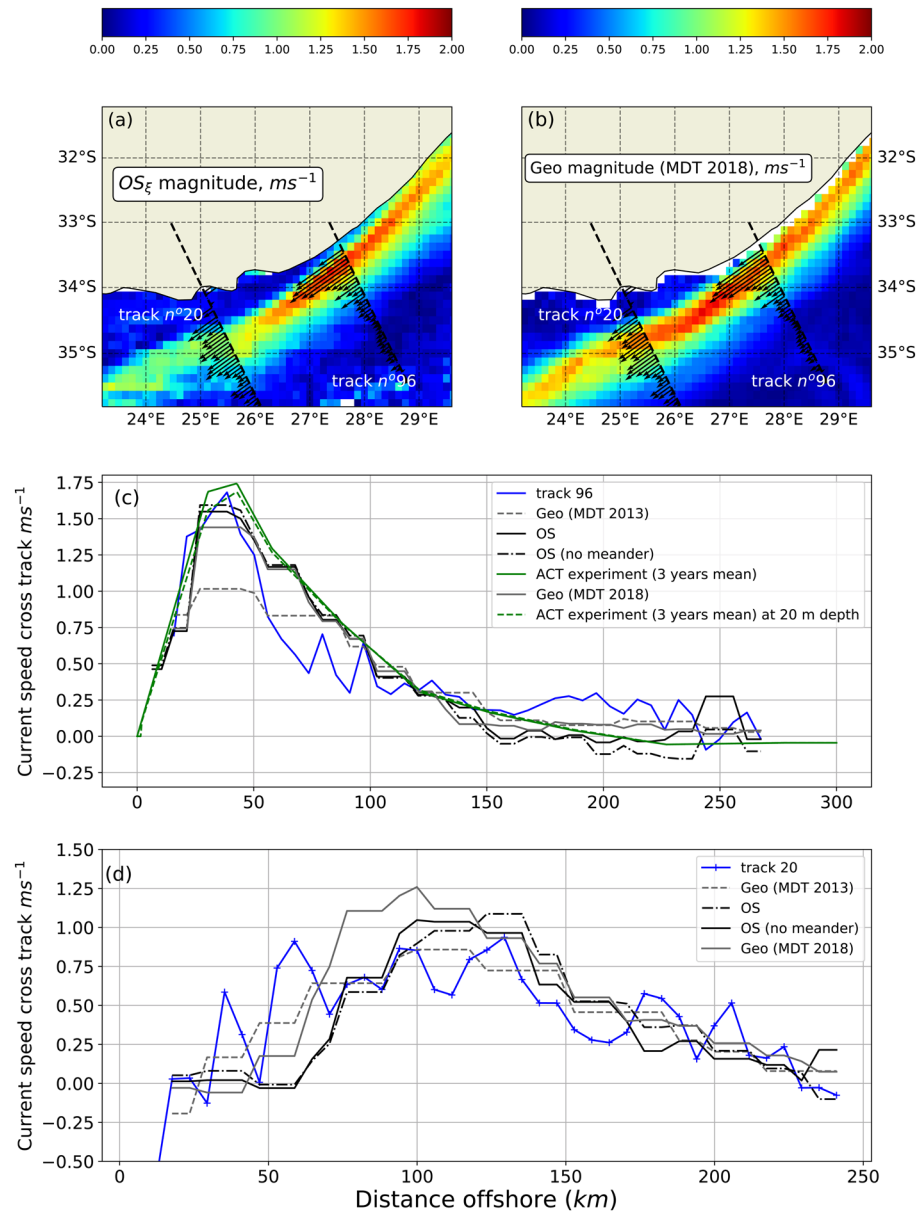 0.00 0.25 0.50 0.75 1.00 1.25 1.50 1.75 2.00
0.00 0.25 0.50 0.75 1.00 1.25 1.50 1.75 2.00
(a)
OSξ magnitude, ms⁻¹
track nº20
track nº96
32°S
33°S
34°S
35°S
24°E 25°E 26°E 27°E 28°E 29°E
(b)
Geo magnitude (MDT 2018), ms⁻¹
track nº20
track nº96
32°S
33°S
34°S
35°S
24°E 25°E 26°E 27°E 28°E 29°E
(c)
Current speed cross track ms⁻¹
1.75
1.50
1.25
1.00
0.75
0.50
0.25
0.00
−0.25
track 96
Geo (MDT 2013)
OS
OS (no meander)
ACT experiment (3 years mean)
Geo (MDT 2018)
ACT experiment (3 years mean) at 20 m depth
0 50 100 150 200 250 300
(d)
Current speed cross track ms⁻¹
1.50
1.25
1.00
0.75
0.50
0.25
0.00
−0.25
−0.50
track 20
Geo (MDT 2013)
OS
OS (no meander)
Geo (MDT 2018)
0 50 100 150 200 250
Distance offshore (km)